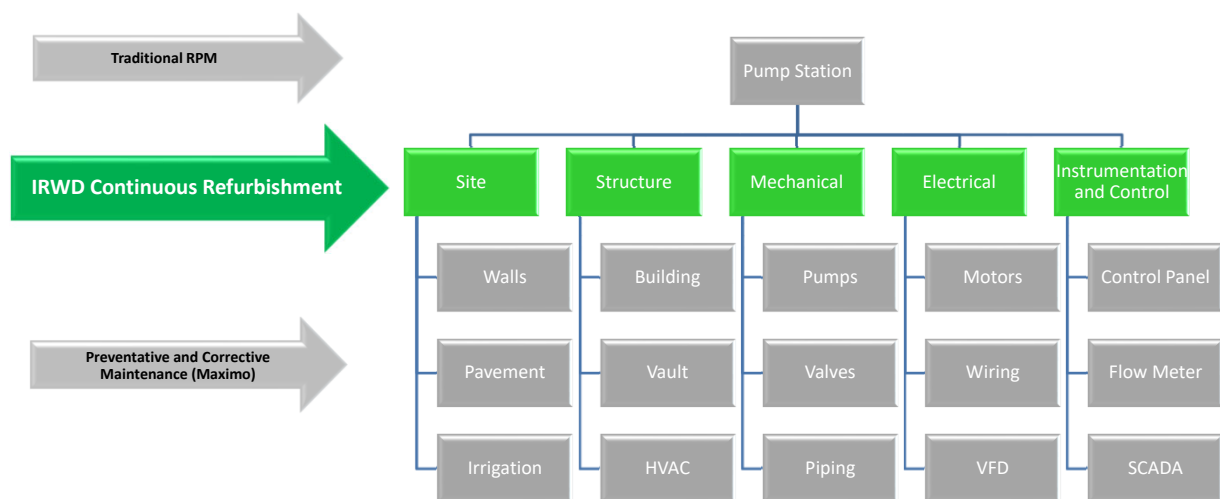 Traditional RPM
Pump Station
IRWD Continuous Refurbishment
Site
Structure
Mechanical
Electrical
Instrumentation
and Control
Walls
Building
Pumps
Motors
Control Panel
Preventative and Corrective
Maintenance (Maximo)
Pavement
Vault
Valves
Wiring
Flow Meter
Irrigation
HVAC
Piping
VFD
SCADA